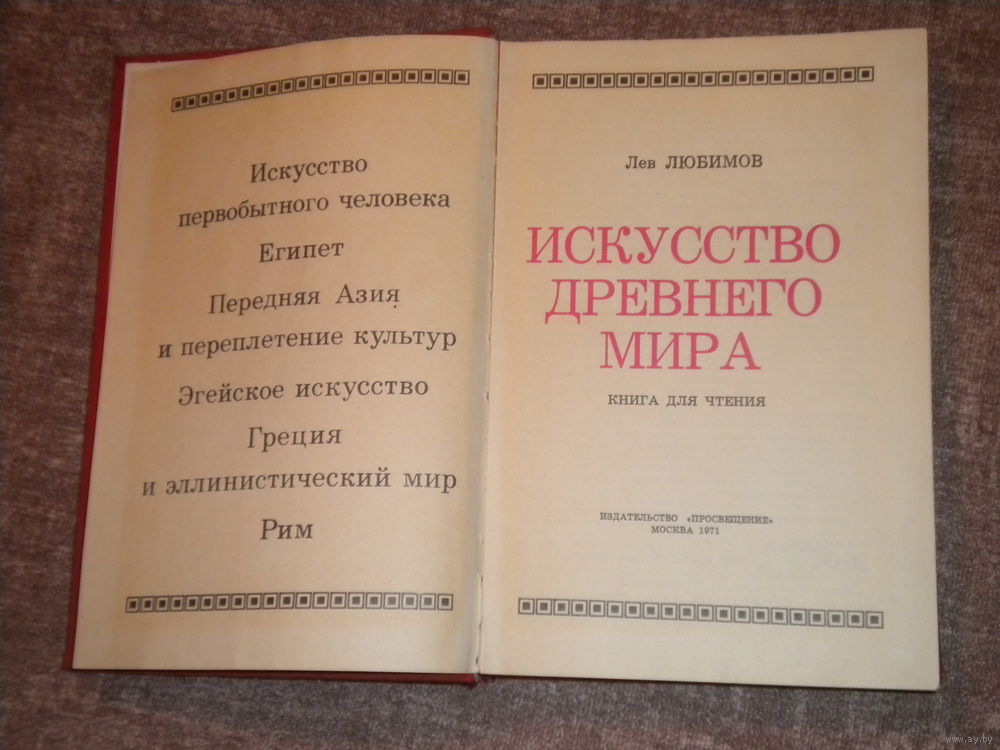 Искусство
первобытного человека
Египет
Передняя Азия
и переплетение культур
Эгейское искусство
Греция
и эллинистический мир
Рим
Лев ЛЮБИМОВ
ИСКУССТВО
ДРЕВНЕГО
МИРА
КНИГА ДЛЯ ЧТЕНИЯ
ИЗДАТЕЛЬСТВО «ПРОСВЕЩЕНИЕ»
МОСКВА 1971
www.ay.by